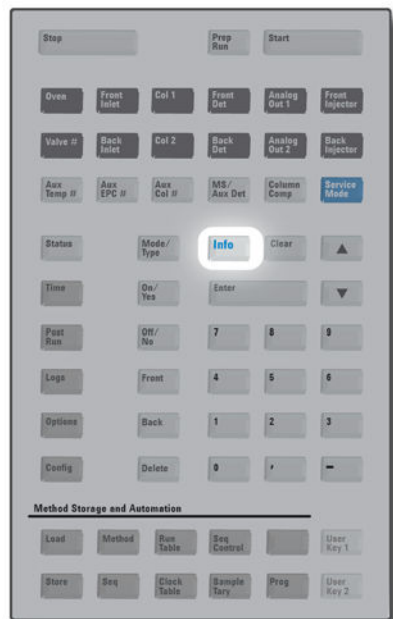 Stop Prep Run Start
Oven Front Inlet Col 1 Front Det Analog Out 1 Front Injector
Valve # Back Inlet Col 2 Back Det Analog Out 2 Back Injector
Aux Temp # Aux EPC # Aux Col # MS/ Aux Det Column Comp Service Mode
Status Mode/ Type Info Clear
Time On/ Yes Enter
Post Run Off/ No 7 8 9
Logs Front 4 5 6
Options Back 1 2 3
Config Delete 0 , -
Method Storage and Automation
Load Method Run Table Seq Control User Key 1
Store Seq Clock Table Sample Tary Prog User Key 2